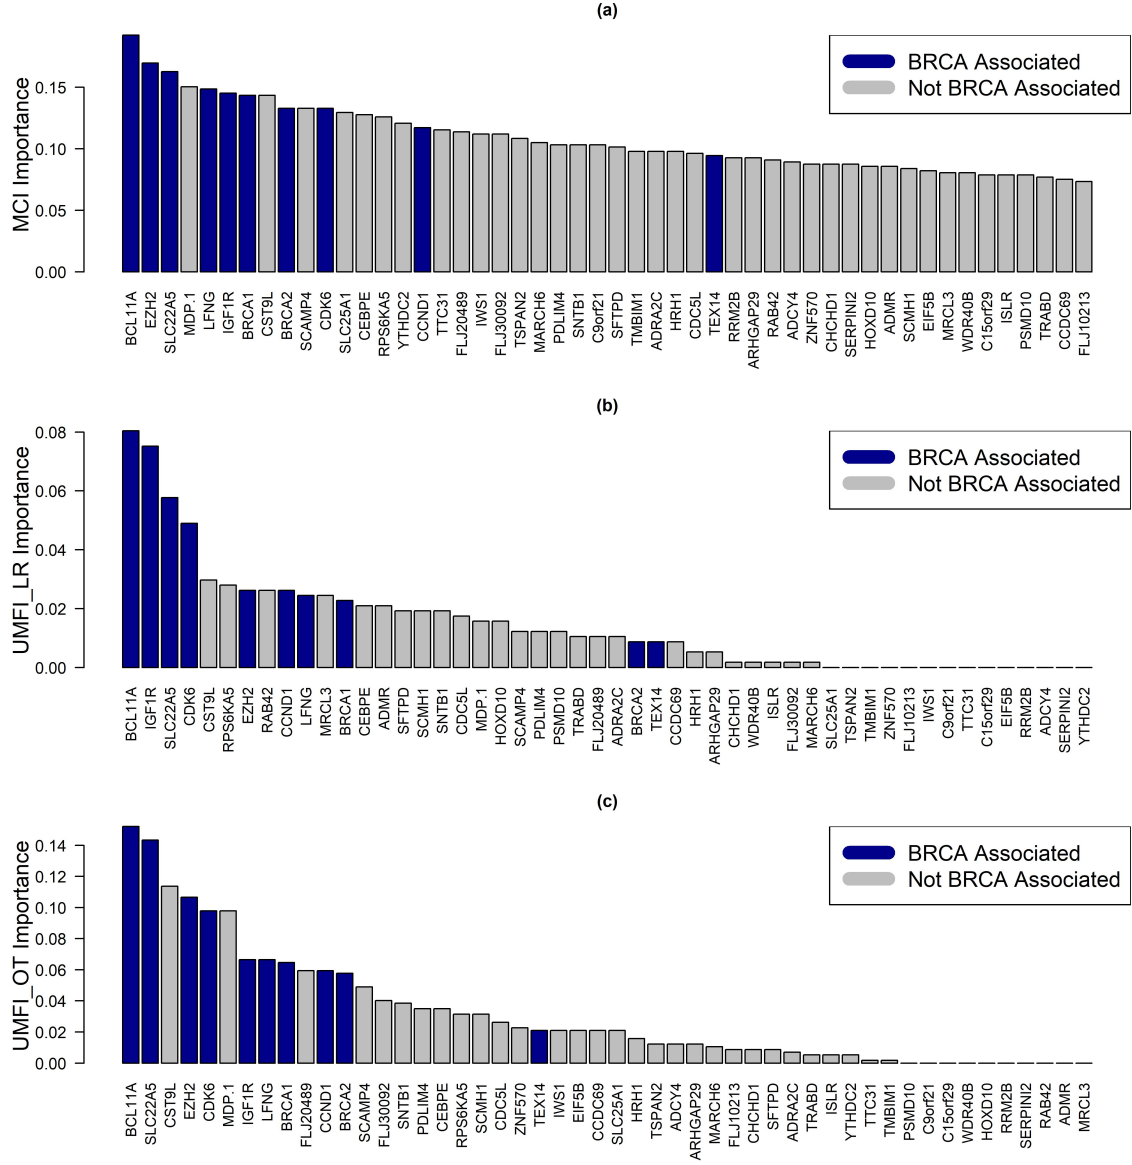 (a)
MCI Importance
0.15
0.10
0.05
0.00
BRCA Associated
Not BRCA Associated
BCL11A
EZH2
SLC22A5
MDP.1
LFNG
IGF1R
BRCA1
CST9L
BRCA2
SCAMP4
CDK6
SLC25A1
CEBPE
RPS6KA5
YTHDC2
CCND1
TTC31
FLJ20489
IWS1
FLJ30092
TSPAN2
MARCH6
PDLIM4
SNTB1
C9orf21
SFTPD
TMBIM1
ADRA2C
HRH1
CDC5L
TEX14
RRM2B
ARHGAP29
RAB42
ADCY4
ZNF570
CHCHD1
SERPINI2
HOXD10
ADMR
SCMH1
EIF5B
MRCL3
WDR40B
C15orf29
ISLR
PSMD10
TRABD
CCDC69
FLJ10213
(b)
UMFI_LR Importance
0.08
0.06
0.04
0.02
0.00
BRCA Associated
Not BRCA Associated
BCL11A
IGF1R
SLC22A5
CDK6
CST9L
RPS6KA5
EZH2
RAB42
CCND1
LFNG
MRCL3
BRCA1
CEBPE
ADMR
SFTPD
SCMH1
SNTB1
CDC5L
MDP.1
HOXD10
SCAMP4
PDLIM4
PSMD10
TRABD
FLJ20489
ADRA2C
BRCA2
TEX14
CCDC69
HRH1
ARHGAP29
CHCHD1
WDR40B
ISLR
FLJ30092
MARCH6
SLC25A1
TSPAN2
TMBIM1
ZNF570
FLJ10213
IWS1
C9orf21
TTC31
C15orf29
EIF5B
RRM2B
ADCY4
SERPINI2
YTHDC2
(c)
UMFI_OT Importance
0.14
0.12
0.10
0.08
0.06
0.04
0.02
0.00
BRCA Associated
Not BRCA Associated
BCL11A
SLC22A5
CST9L
EZH2
CDK6
MDP.1
IGF1R
LFNG
BRCA1
FLJ20489
CCND1
BRCA2
SCAMP4
FLJ30092
SNTB1
PDLIM4
CEBPE
RPS6KA5
SCMH1
CDC5L
ZNF570
TEX14
IWS1
EIF5B
CCDC69
SLC25A1
HRH1
TSPAN2
ADCY4
ARHGAP29
MARCH6
FLJ10213
CHCHD1
SFTPD
ADRA2C
TRABD
ISLR
YTHDC2
TTC31
TMBIM1
PSMD10
C9orf21
C15orf29
WDR40B
HOXD10
RRM2B
SERPINI2
RAB42
ADMR
MRCL3